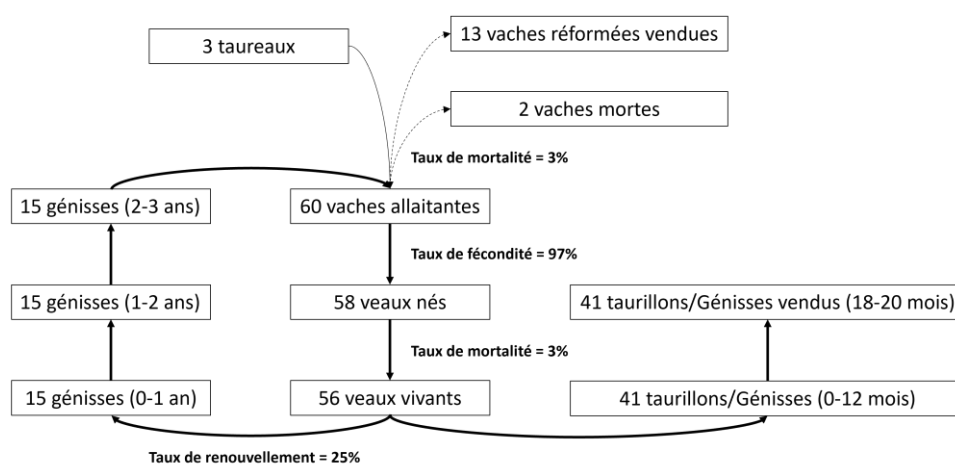 3 taureaux
13 vaches réformées vendues
2 vaches mortes
Taux de mortalité = 3%
15 génisses (2-3 ans)
60 vaches allaitantes
Taux de fécondité = 97%
15 génisses (1-2 ans)
58 veaux nés
41 taurillons/Génisses vendus (18-20 mois)
Taux de mortalité = 3%
15 génisses (0-1 an)
56 veaux vivants
41 taurillons/Génisses (0-12 mois)
Taux de renouvellement = 25%